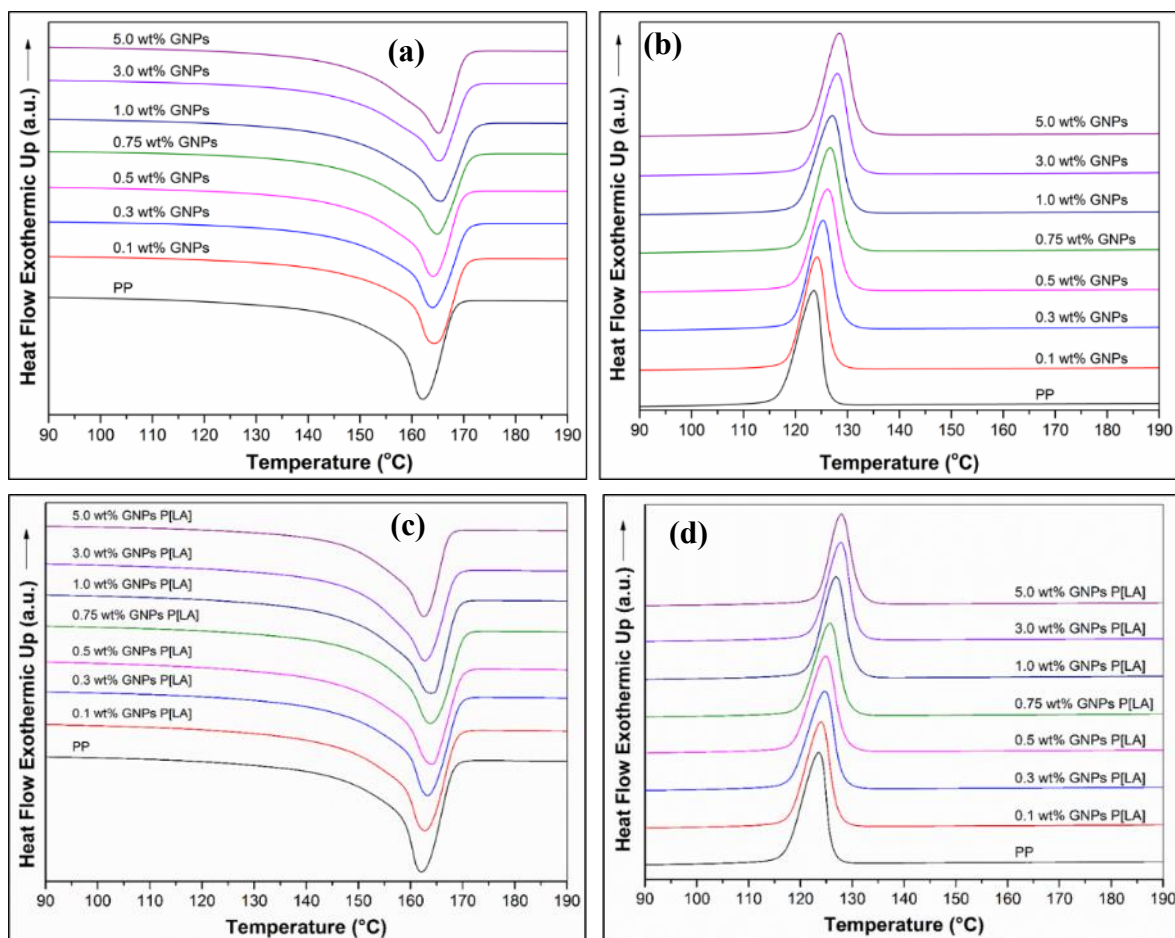 (a)
Heat Flow Exothermic Up (a.u.)
5.0 wt% GNPs
3.0 wt% GNPs
1.0 wt% GNPs
0.75 wt% GNPs
0.5 wt% GNPs
0.3 wt% GNPs
0.1 wt% GNPs
PP
90 100 110 120 130 140 150 160 170 180 190
Temperature (°C)
(b)
Heat Flow Exothermic Up (a.u.)
5.0 wt% GNPs
3.0 wt% GNPs
1.0 wt% GNPs
0.75 wt% GNPs
0.5 wt% GNPs
0.3 wt% GNPs
0.1 wt% GNPs
PP
90 100 110 120 130 140 150 160 170 180 190
Temperature (°C)
(c)
Heat Flow Exothermic Up (a.u.)
5.0 wt% GNPs P[LA]
3.0 wt% GNPs P[LA]
1.0 wt% GNPs P[LA]
0.75 wt% GNPs P[LA]
0.5 wt% GNPs P[LA]
0.3 wt% GNPs P[LA]
0.1 wt% GNPs P[LA]
PP
90 100 110 120 130 140 150 160 170 180 190
Temperature (°C)
(d)
Heat Flow Exothermic Up (a.u.)
5.0 wt% GNPs P[LA]
3.0 wt% GNPs P[LA]
1.0 wt% GNPs P[LA]
0.75 wt% GNPs P[LA]
0.5 wt% GNPs P[LA]
0.3 wt% GNPs P[LA]
0.1 wt% GNPs P[LA]
PP
90 100 110 120 130 140 150 160 170 180 190
Temperature (°C)